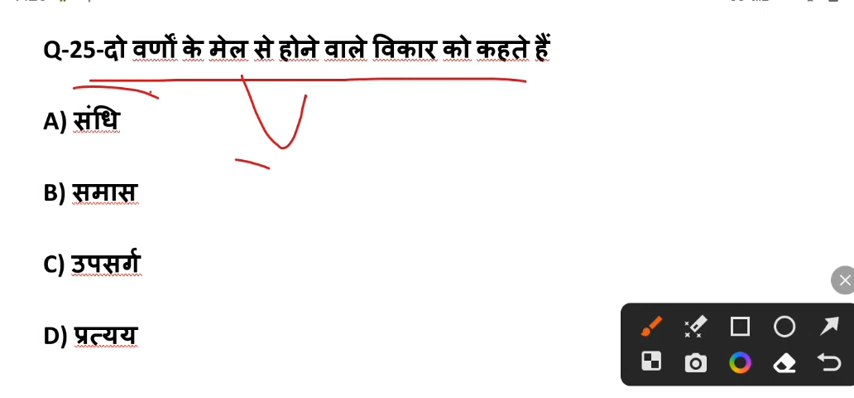 Q-25-दो वर्णों के मेल से होने वाले विकार को कहते हैं
A) संधि
B) समास
C) उपसर्ग
D) प्रत्यय